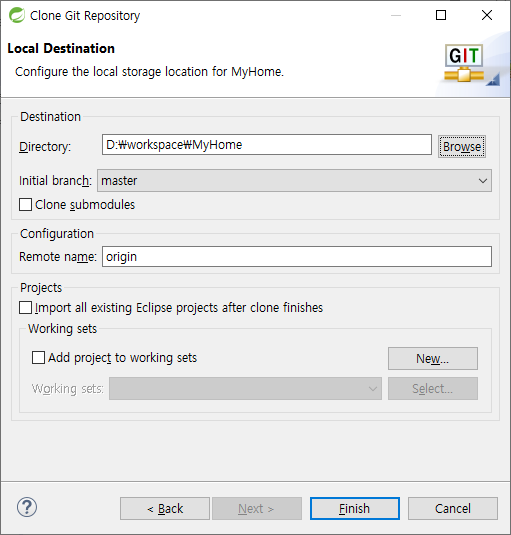 Clone Git Repository
Local Destination
Configure the local storage location for MyHome.
GIT
Destination
Directory: D:₩workspace₩MyHome Browse
Initial branch: master
Clone submodules
Configuration
Remote name: origin
Projects
Import all existing Eclipse projects after clone finishes
Working sets
Add project to working sets New...
Working sets: Select...
? < Back Next > Finish Cancel